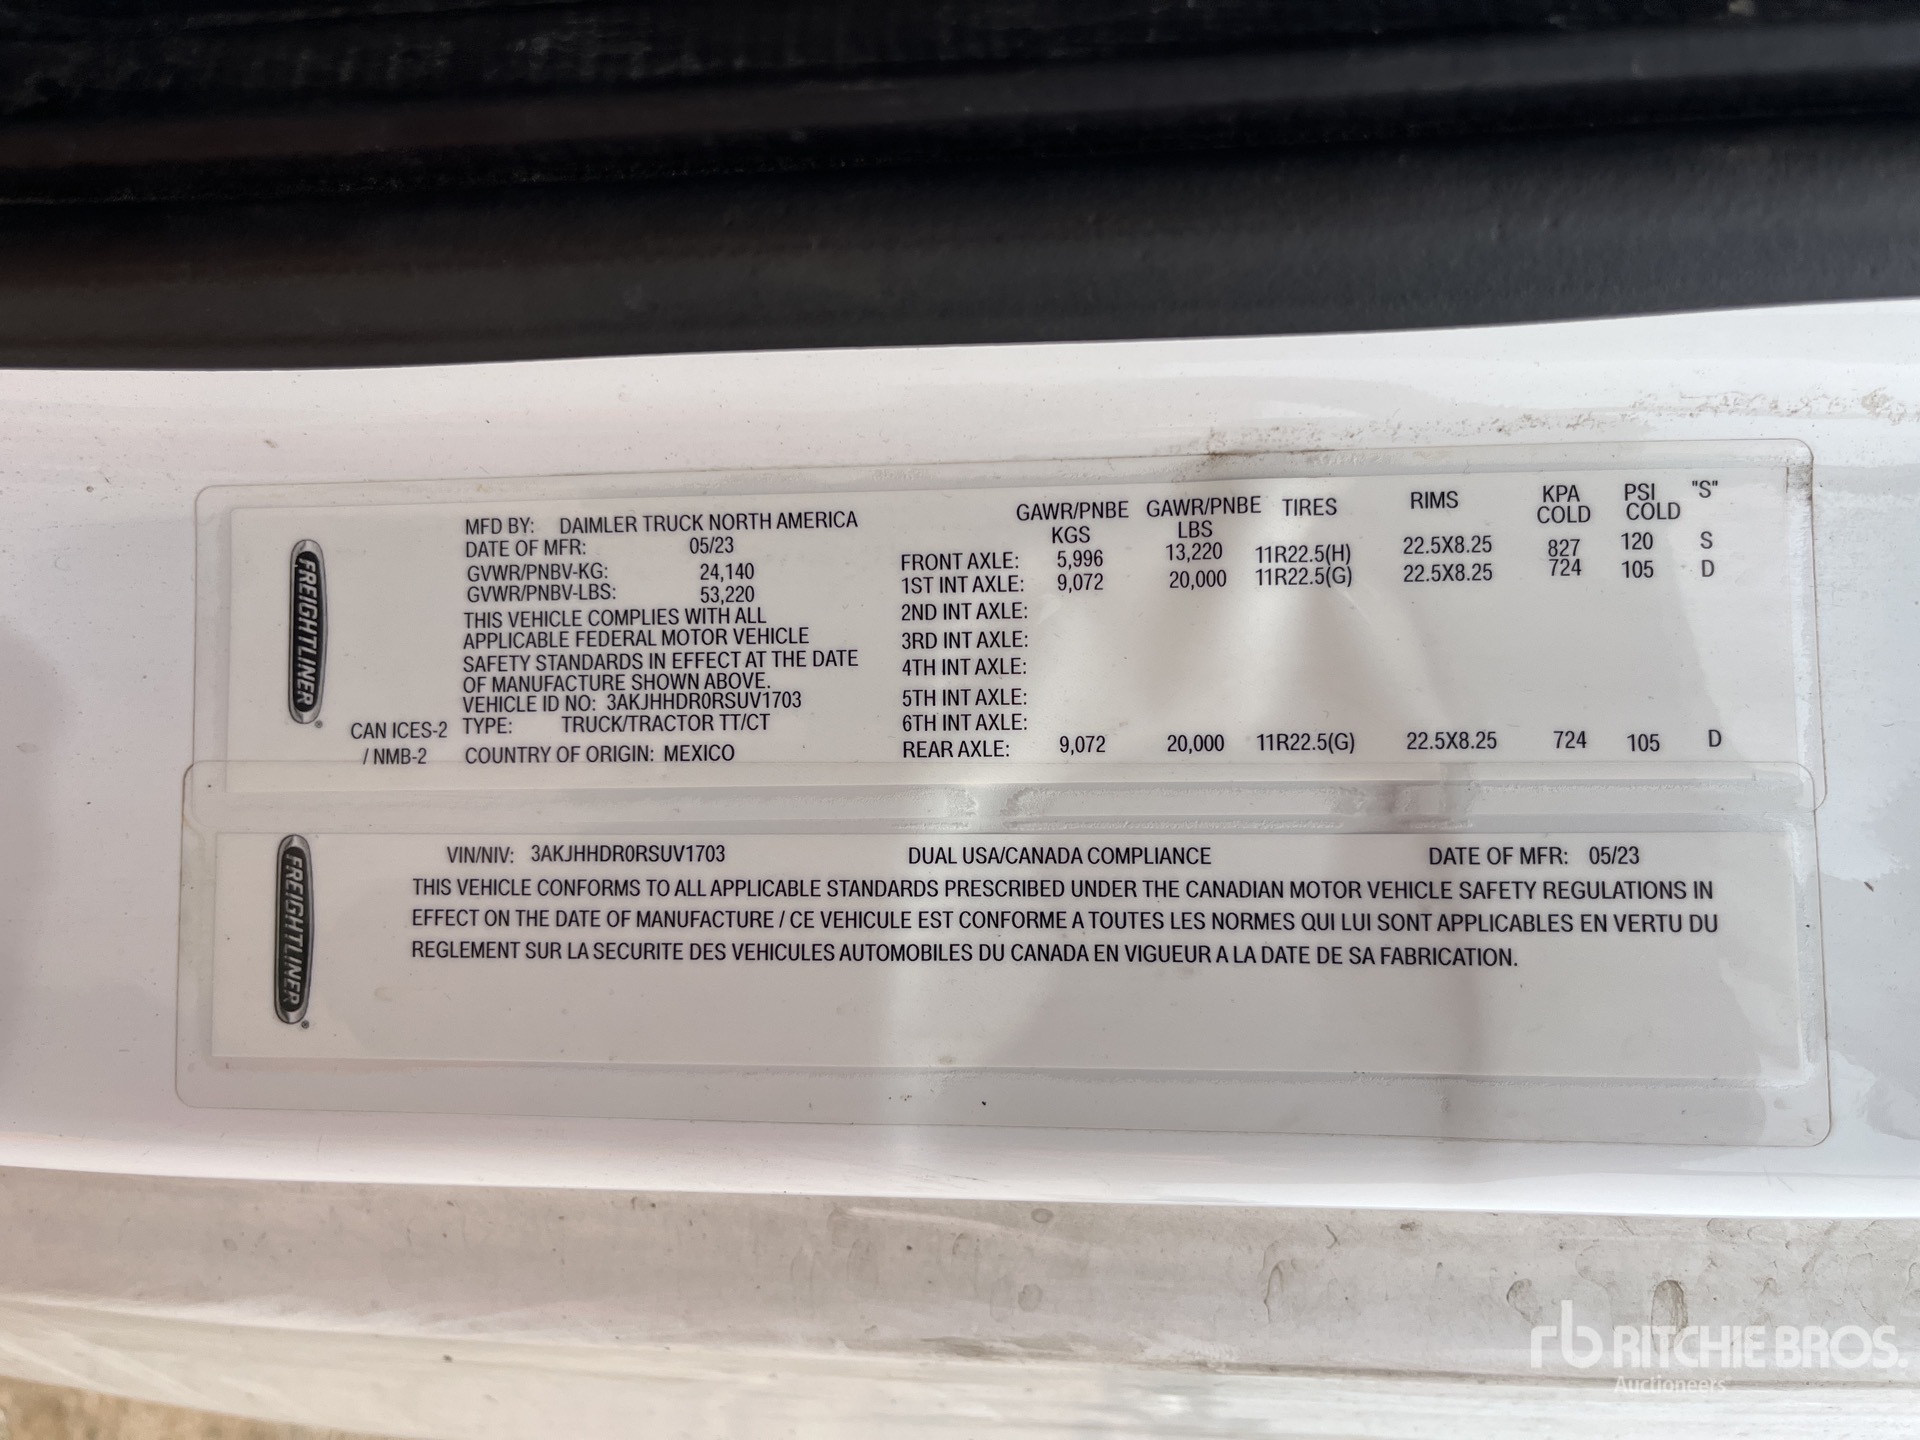 FREIGHTLINER®
CAN ICES-2
/ NMB-2
MFD BY: DAIMLER TRUCK NORTH AMERICA
DATE OF MFR: 05/23
GVWR/PNBV-KG: 24,140
GVWR/PNBV-LBS: 53,220
THIS VEHICLE COMPLIES WITH ALL
APPLICABLE FEDERAL MOTOR VEHICLE
SAFETY STANDARDS IN EFFECT AT THE DATE
OF MANUFACTURE SHOWN ABOVE.
VEHICLE ID NO: 3AKJHHDR0RSUV1703
TYPE: TRUCK/TRACTOR TT/CT
COUNTRY OF ORIGIN: MEXICO
GAWR/PNBE KGS GAWR/PNBE LBS TIRES RIMS KPA COLD PSI COLD "S"
FRONT AXLE: 5,996 13,220 11R22.5(H) 22.5X8.25 827 120 S
1ST INT AXLE: 9,072 20,000 11R22.5(G) 22.5X8.25 724 105 D
2ND INT AXLE:
3RD INT AXLE:
4TH INT AXLE:
5TH INT AXLE:
6TH INT AXLE:
REAR AXLE: 9,072 20,000 11R22.5(G) 22.5X8.25 724 105 D
FREIGHTLINER®
VIN/NIV: 3AKJHHDR0RSUV1703 DUAL USA/CANADA COMPLIANCE DATE OF MFR: 05/23
THIS VEHICLE CONFORMS TO ALL APPLICABLE STANDARDS PRESCRIBED UNDER THE CANADIAN MOTOR VEHICLE SAFETY REGULATIONS IN
EFFECT ON THE DATE OF MANUFACTURE / CE VEHICULE EST CONFORME A TOUTES LES NORMES QUI LUI SONT APPLICABLES EN VERTU DU
REGLEMENT SUR LA SECURITE DES VEHICULES AUTOMOBILES DU CANADA EN VIGUEUR A LA DATE DE SA FABRICATION.
rb RITCHIE BROS.
Auctioneers